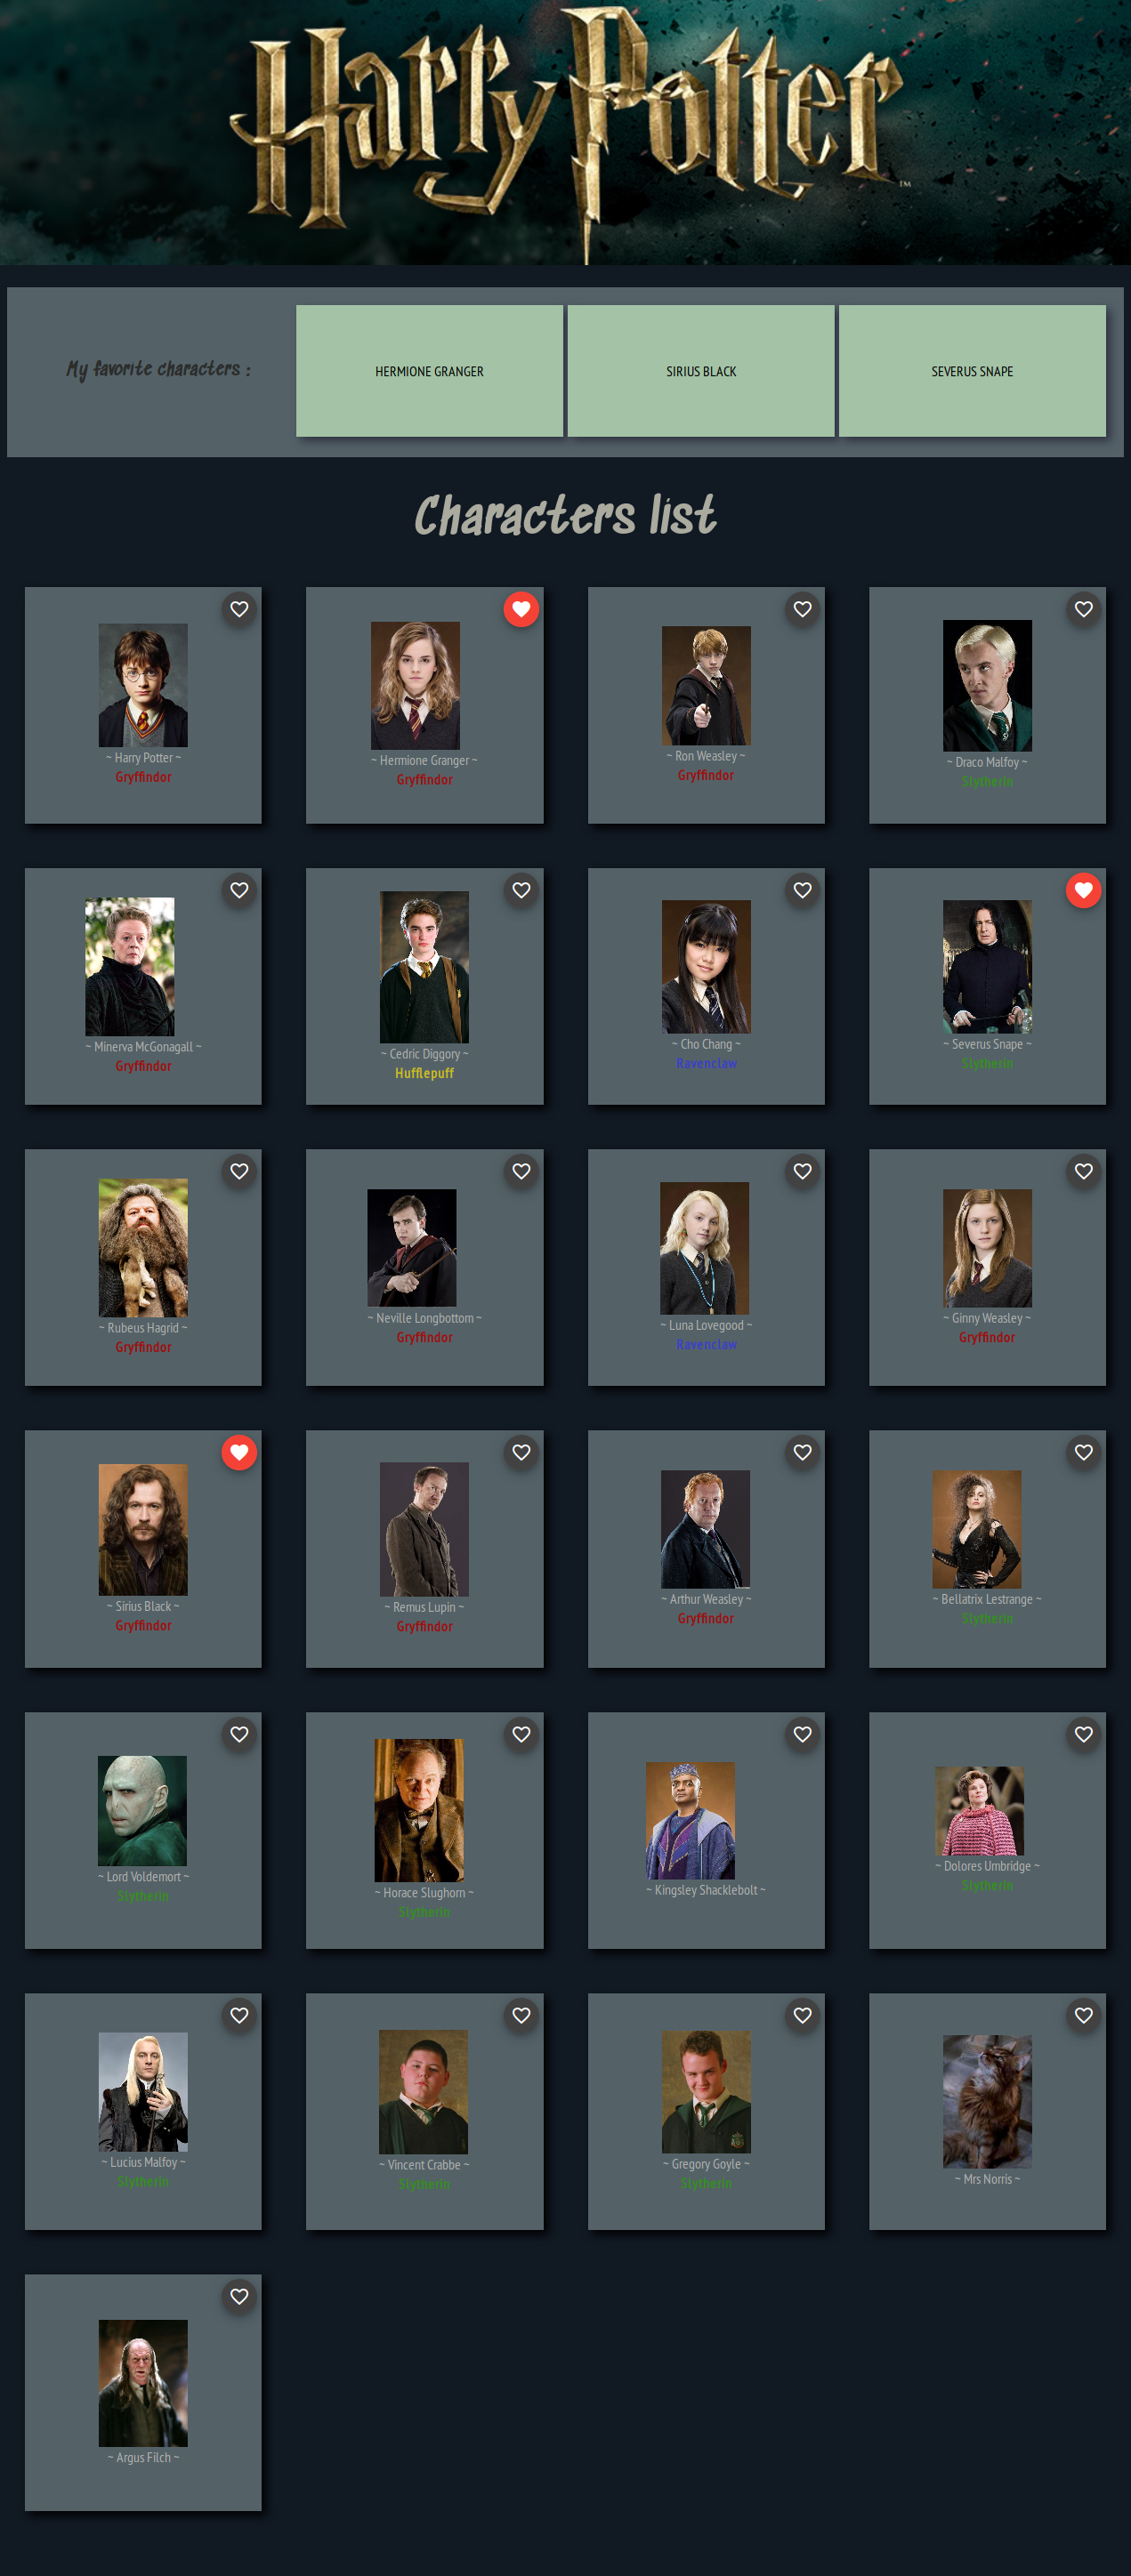 Harry Potter
TM
My favorite characters :
HERMIONE GRANGER
SIRIUS BLACK
SEVERUS SNAPE
Characters list
~ Harry Potter ~
Gryffindor
~ Hermione Granger ~
Gryffindor
~ Ron Weasley ~
Gryffindor
~ Draco Malfoy ~
Slytherin
~ Minerva McGonagall ~
Gryffindor
~ Cedric Diggory ~
Hufflepuff
~ Cho Chang ~
Ravenclaw
~ Severus Snape ~
Slytherin
~ Rubeus Hagrid ~
Gryffindor
~ Neville Longbottom ~
Gryffindor
~ Luna Lovegood ~
Ravenclaw
~ Ginny Weasley ~
Gryffindor
~ Sirius Black ~
Gryffindor
~ Remus Lupin ~
Gryffindor
~ Arthur Weasley ~
Gryffindor
~ Bellatrix Lestrange ~
Slytherin
~ Lord Voldemort ~
Slytherin
~ Horace Slughorn ~
Slytherin
~ Kingsley Shacklebolt ~
~ Dolores Umbridge ~
Slytherin
~ Lucius Malfoy ~
Slytherin
~ Vincent Crabbe ~
Slytherin
~ Gregory Goyle ~
Slytherin
~ Mrs Norris ~
~ Argus Filch ~